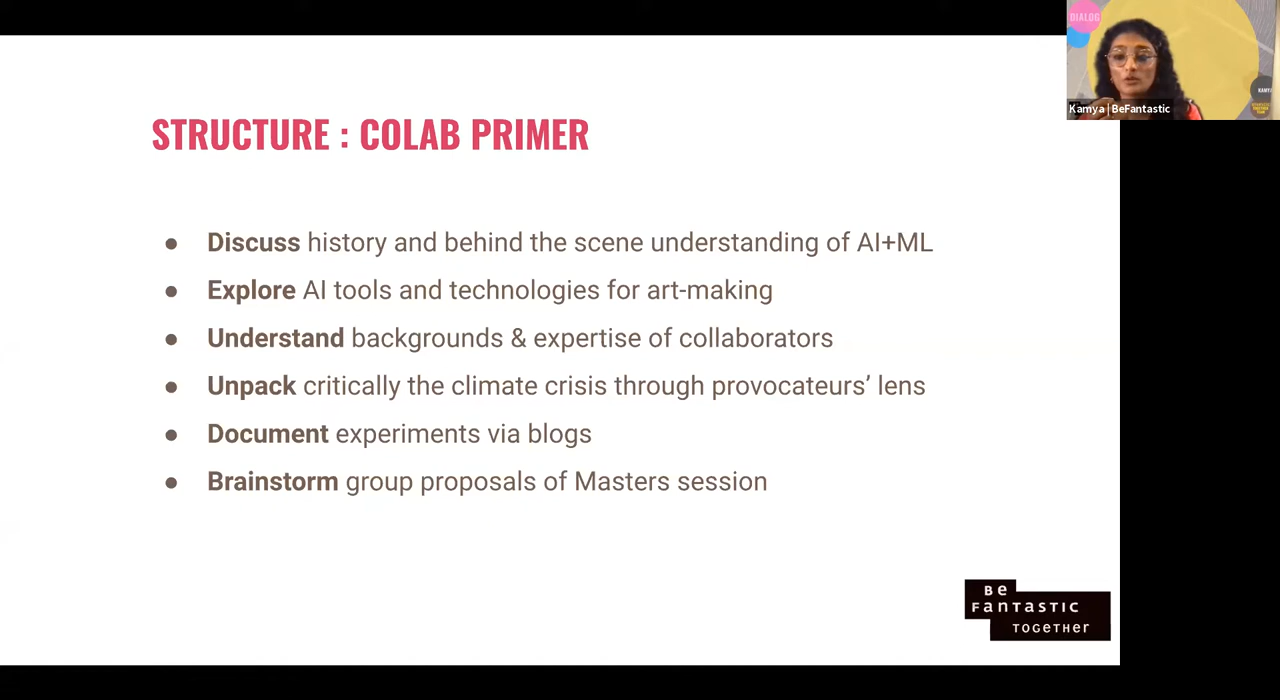 DIALOG
Kamya | BeFantastic
STRUCTURE : COLAB PRIMER
● Discuss history and behind the scene understanding of AI+ML
● Explore AI tools and technologies for art-making
● Understand backgrounds & expertise of collaborators
● Unpack critically the climate crisis through provocateurs’ lens
● Document experiments via blogs
● Brainstorm group proposals of Masters session
Be
FanTASTIC
TOGeTHer